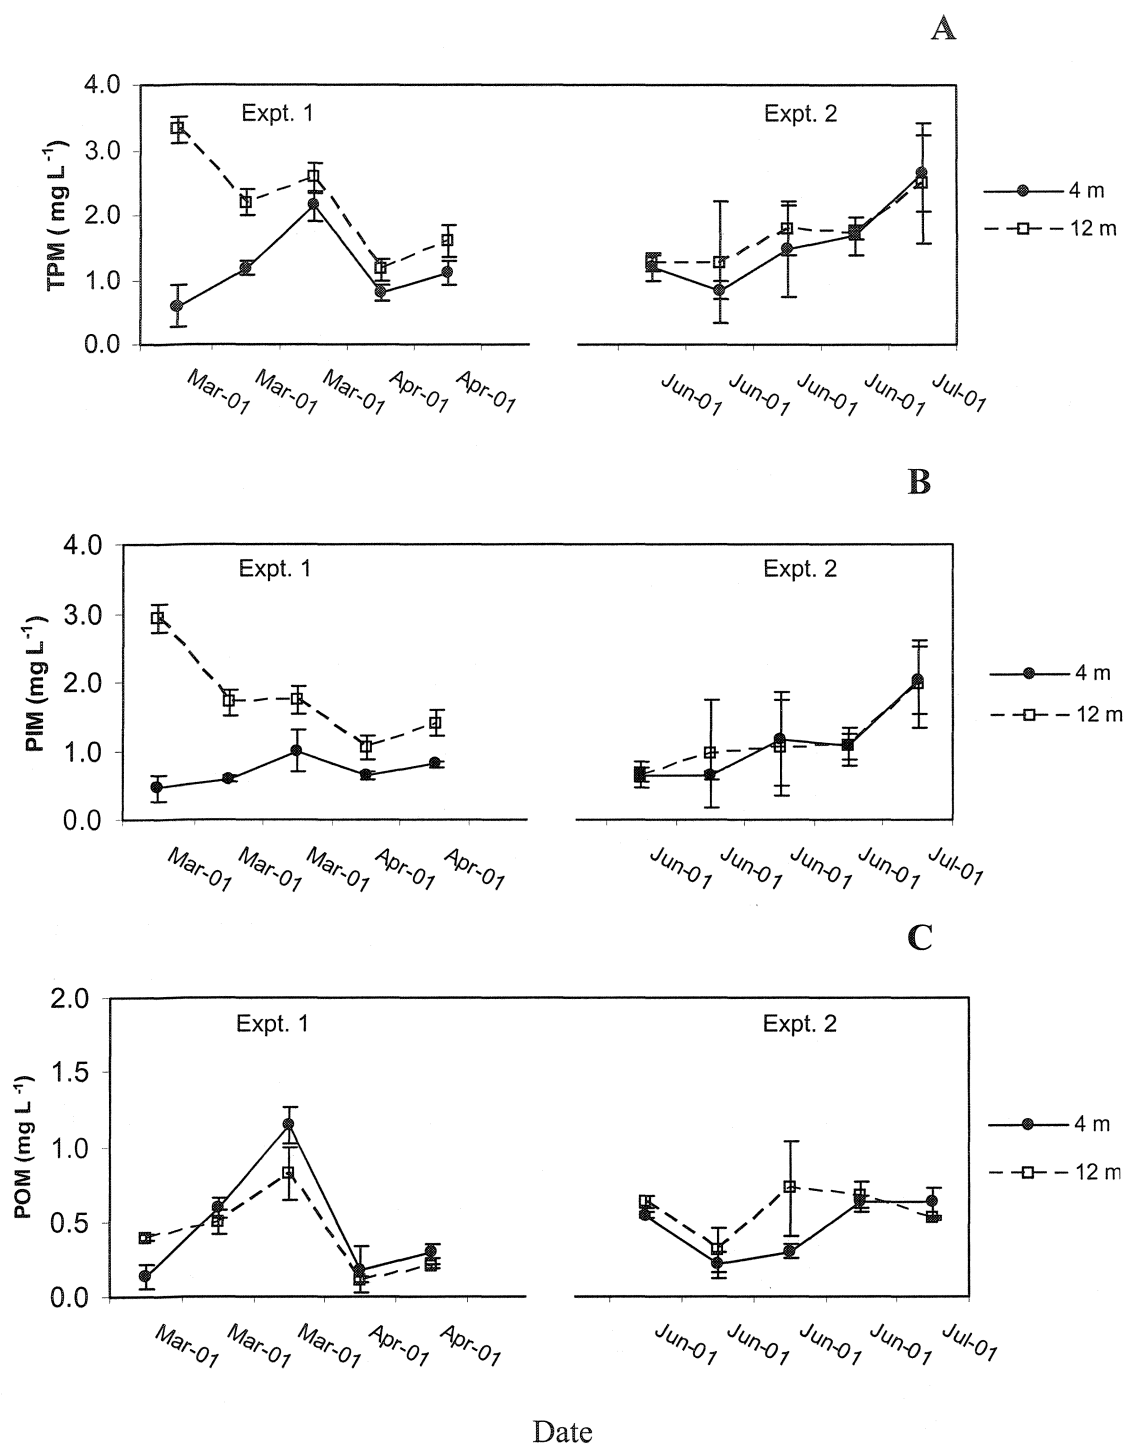 A
4.0
Expt. 1
Expt. 2
3.0
TPM ( mg L -1)
4 m
2.0
12 m
1.0
0.0
Mar-01
Mar-01
Mar-01
Apr-01
Apr-01
Jun-01
Jun-01
Jun-01
Jun-01
Jul-01
B
4.0
Expt. 1
Expt. 2
3.0
PIM (mg L -1)
4 m
2.0
12 m
1.0
0.0
Mar-01
Mar-01
Mar-01
Apr-01
Apr-01
Jun-01
Jun-01
Jun-01
Jun-01
Jul-01
C
2.0
Expt. 1
Expt. 2
1.5
POM (mg L -1)
4 m
1.0
12 m
0.5
0.0
Mar-01
Mar-01
Mar-01
Apr-01
Apr-01
Jun-01
Jun-01
Jun-01
Jun-01
Jul-01
Date